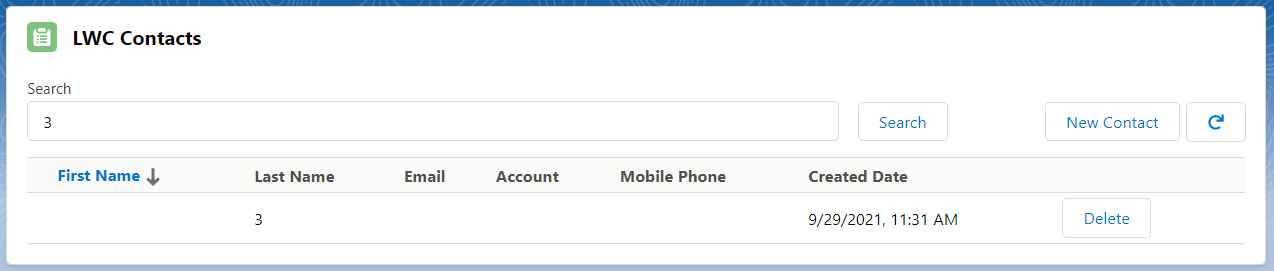 LWC Contacts
Search
3
Search
New Contact
First Name
Last Name
Email
Account
Mobile Phone
Created Date
3
9/29/2021, 11:31 AM
Delete